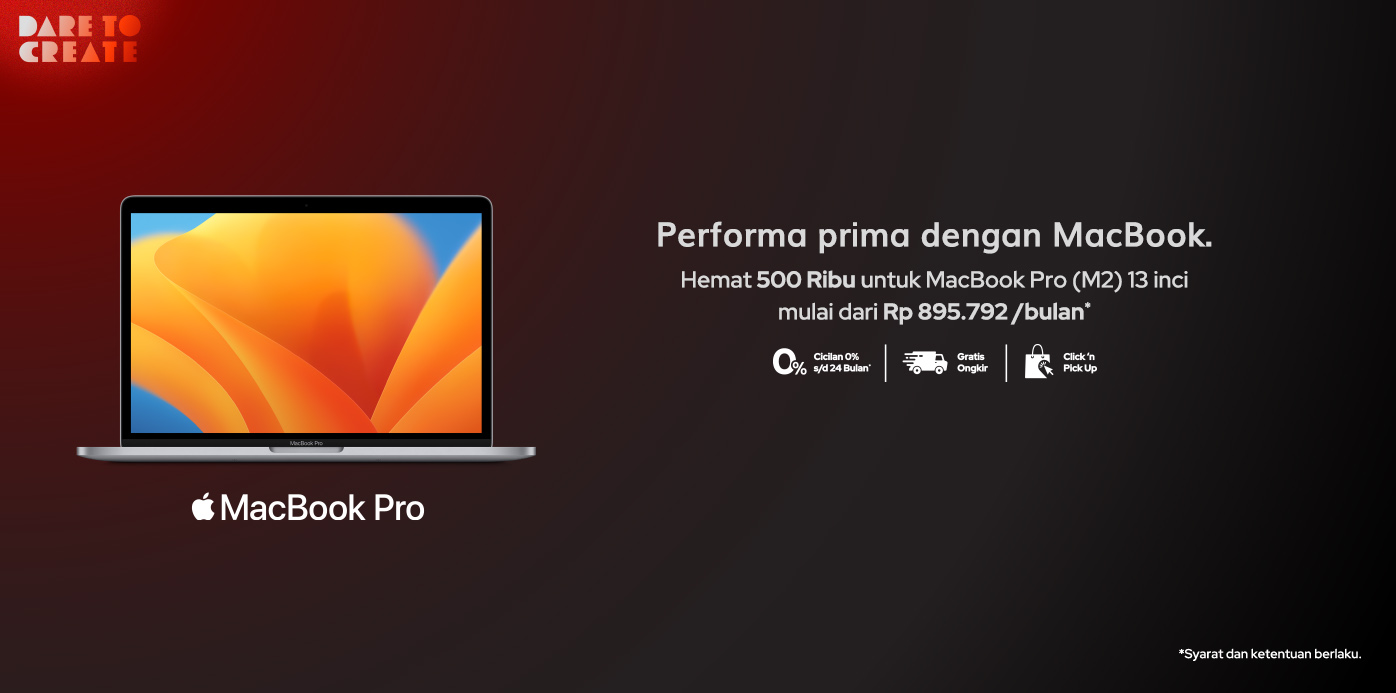 DARE TO
CREATE
MacBook Pro
MacBook Pro
Performa prima dengan MacBook.
Hemat 500 Ribu untuk MacBook Pro (M2) 13 inci
mulai dari Rp 895.792 /bulan*
0% Cicilan 0%
s/d 24 Bulan*
Gratis
Ongkir
Click 'n
Pick Up
*Syarat dan ketentuan berlaku.